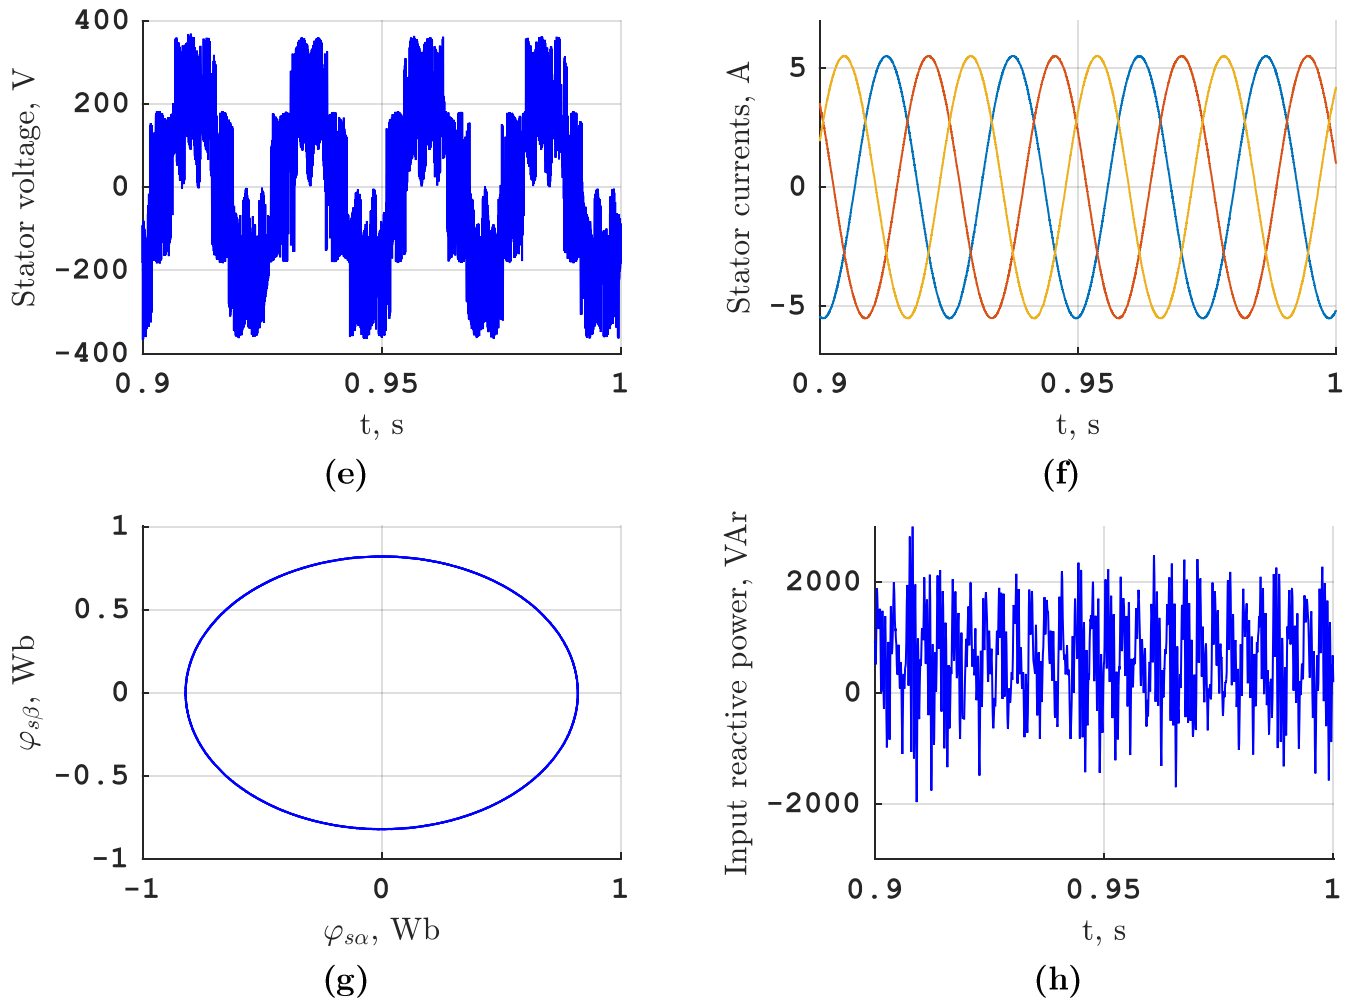 Stator voltage, V
400
200
0
-200
-400
0.9
0.95
1
t, s
(e)
Stator currents, A
5
0
-5
0.9
0.95
1
t, s
(f)
φsβ, Wb
1
0.5
0
-0.5
-1
-1
0
1
φsα, Wb
(g)
Input reactive power, VAr
2000
0
-2000
0.9
0.95
1
t, s
(h)